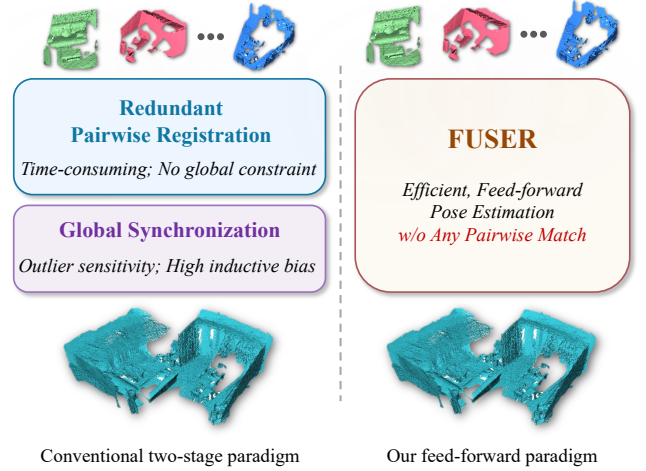 Redundant
Pairwise Registration
Time-consuming; No global constraint
Global Synchronization
Outlier sensitivity; High inductive bias
Conventional two-stage paradigm
FUSER
Efficient, Feed-forward
Pose Estimation
w/o Any Pairwise Match
Our feed-forward paradigm